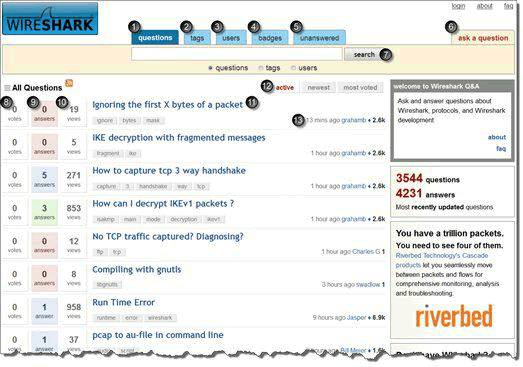 login about faq
WIRESHARK
1 2 3 4 5 6
questions tags users badges unanswered ask a question
search 7
questions tags users
All Questions 12 active newest most voted
8 9 10
0 votes 0 answers 19 views
Ignoring the first X bytes of a packet 11
ignore bytes mask
13 13 mins ago grahamb ♦ 2.6k
0 votes 0 answers 5 views
IKE decryption with fragmented messages
fragment ike
1 hour ago grahamb ♦ 2.6k
0 votes 5 answers 271 views
How to capture tcp 3 way handshake
capture 3 handshake way tcp
1 hour ago grahamb ♦ 2.6k
0 votes 3 answers 853 views
How can I decrypt IKEv1 packets ?
isakmp main mode decryption ikev1
1 hour ago grahamb ♦ 2.6k
0 votes 0 answers 12 views
No TCP traffic captured? Diagnosing?
ftp tcp
1 hour ago Charles G 1
0 votes 0 answers 8 views
Compiling with gnutls
libgnutls
3 hours ago swadlow 1
0 votes 1 answer 958 views
Run Time Error
runtime error wireshark
9 hours ago Jasper ♦ 6.9k
0 votes 1 answer 37 views
pcap to au-file in command line
script
hours ago Bill Meier ♦ 1.6k
welcome to Wireshark Q&A
Ask and answer questions about
Wireshark, protocols, and Wireshark
development
about
faq
3544 questions
4231 answers
Most recently updated questions
You have a trillion packets.
You need to see four of them.
Riverbed Technology's Cascade
products let you seamlessly move
between packets and flows for
comprehensive monitoring, analysis
and troubleshooting.
riverbed
have Wireshark?